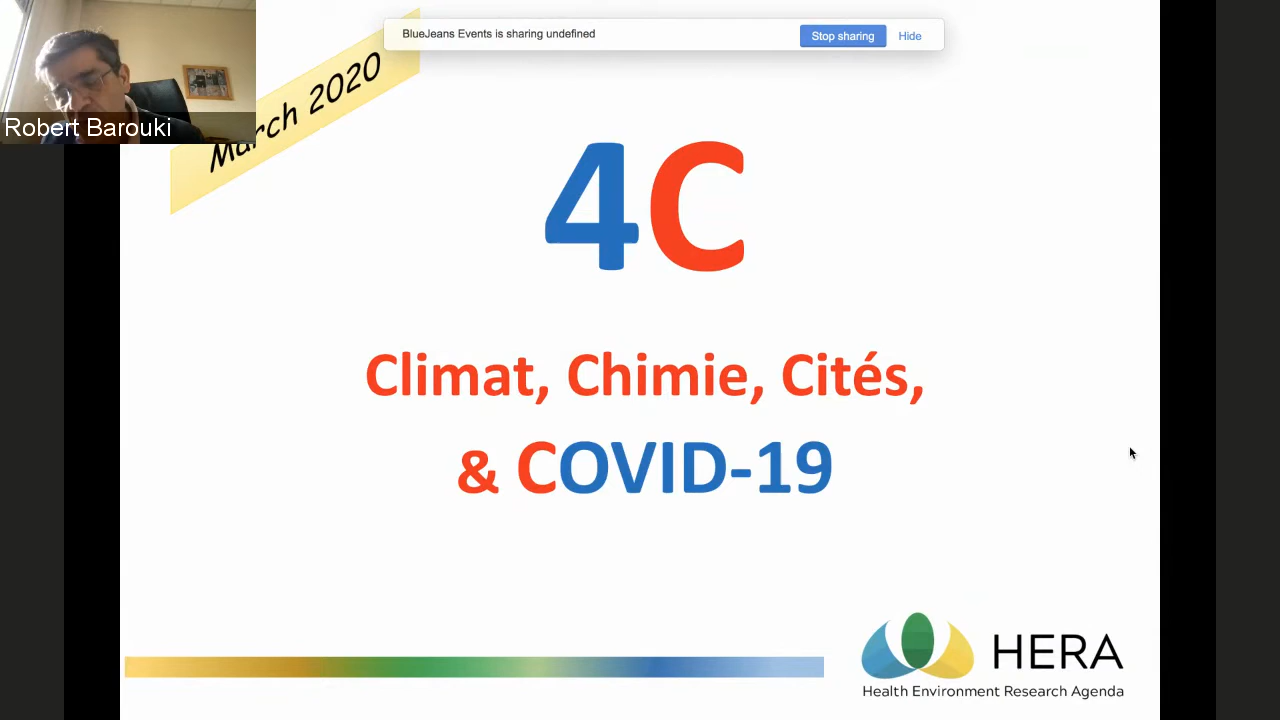 BlueJeans Events is sharing undefined
Stop sharing
Hide
Robert Barouki
March 2020
4C
Climat, Chimie, Cités,
& COVID-19
HERA
Health Environment Research Agenda